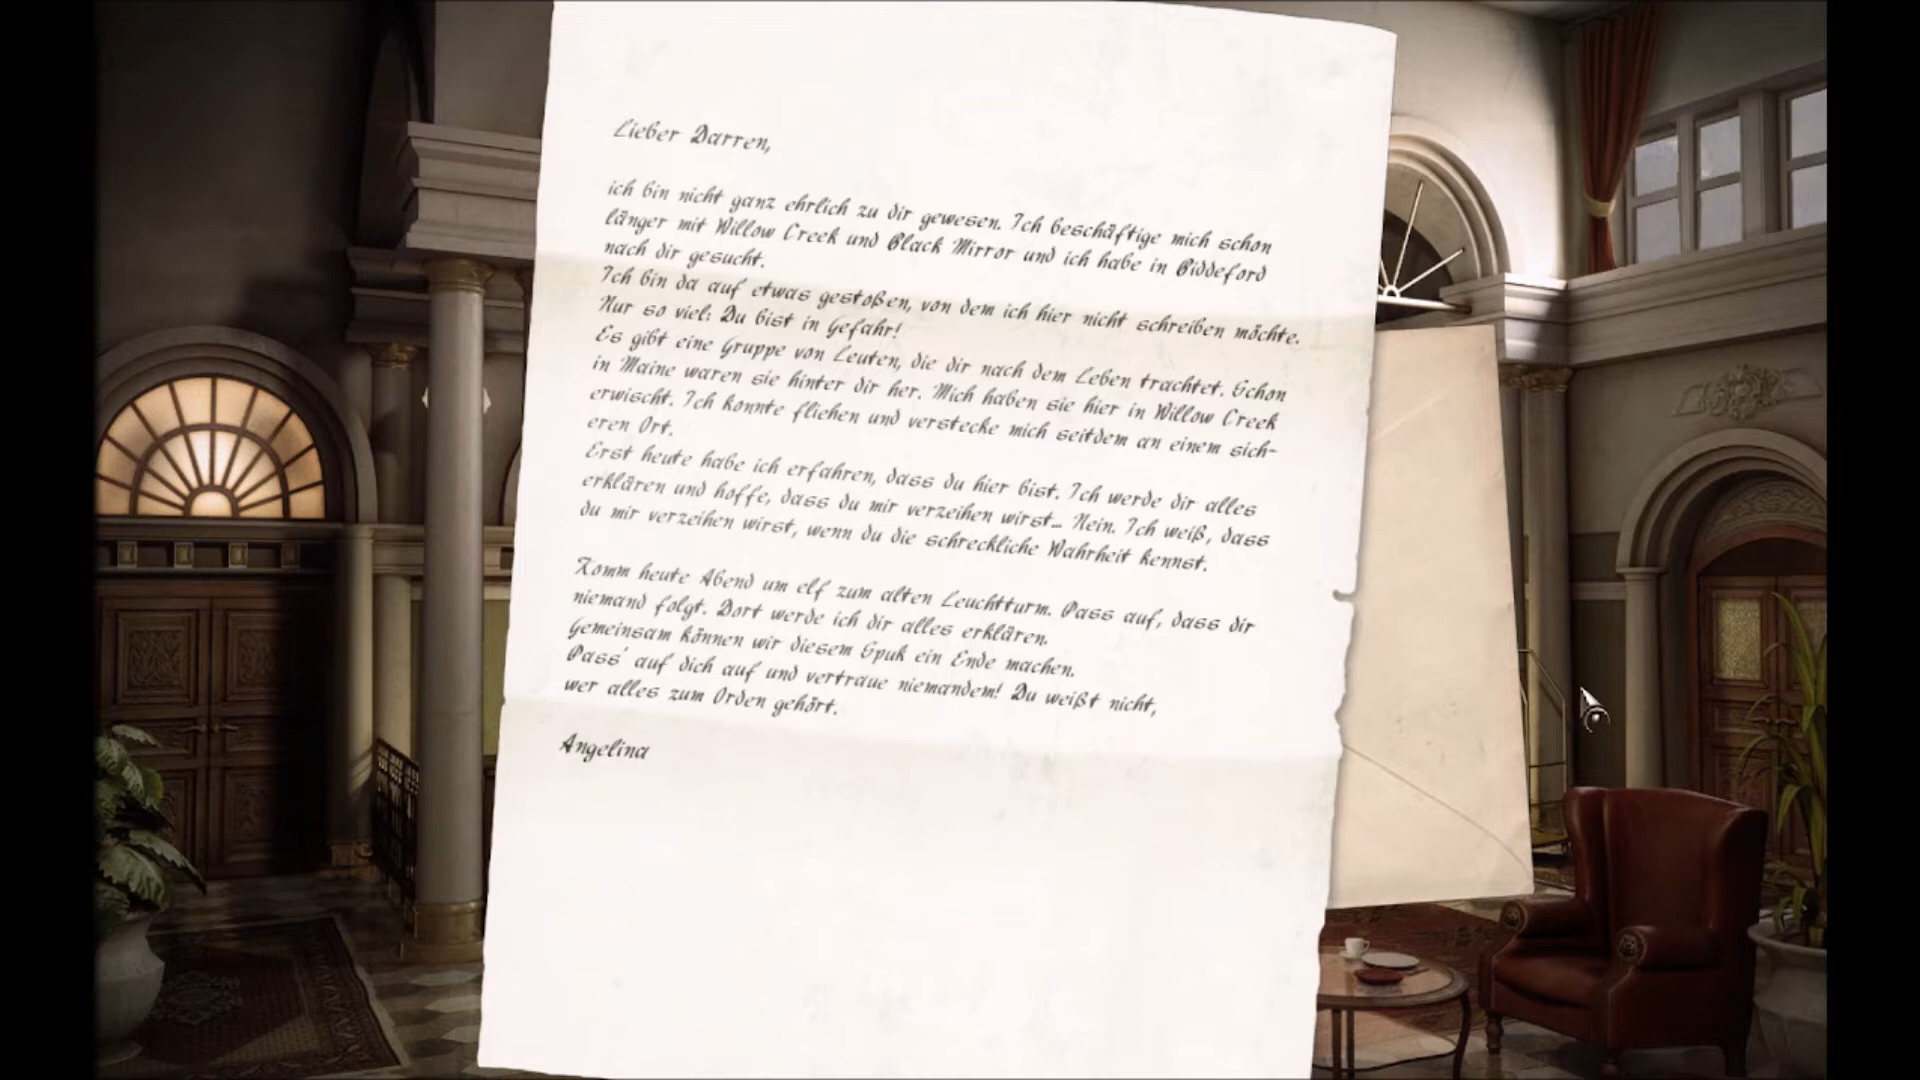 Lieber Darren,
ich bin nicht ganz ehrlich zu dir gewesen. Ich beschäftige mich schon
länger mit Willow Creek und Black Mirror und ich habe in Biddeford
nach dir gesucht.
Ich bin da auf etwas gestoßen, von dem ich hier nicht schreiben möchte.
Nur so viel: Du bist in Gefahr!
Es gibt eine Gruppe von Leuten, die dir nach dem Leben trachtet. Schon
in Maine waren sie hinter dir her. Mich haben sie hier in Willow Creek
erwischt. Ich konnte fliehen und verstecke mich seitdem an einem sich-
eren Ort.
Erst heute habe ich erfahren, dass du hier bist. Ich werde dir alles
erklären und hoffe, dass du mir verzeihen wirst... Nein. Ich weiß, dass
du mir verzeihen wirst, wenn du die schreckliche Wahrheit kennst.
Komm heute Abend um elf zum alten Leuchtturm. Pass auf, dass dir
niemand folgt. Dort werde ich dir alles erklären.
Gemeinsam können wir diesem Spuk ein Ende machen.
Pass' auf dich auf und vertraue niemandem! Du weißt nicht,
wer alles zum Orden gehört.
Angelina